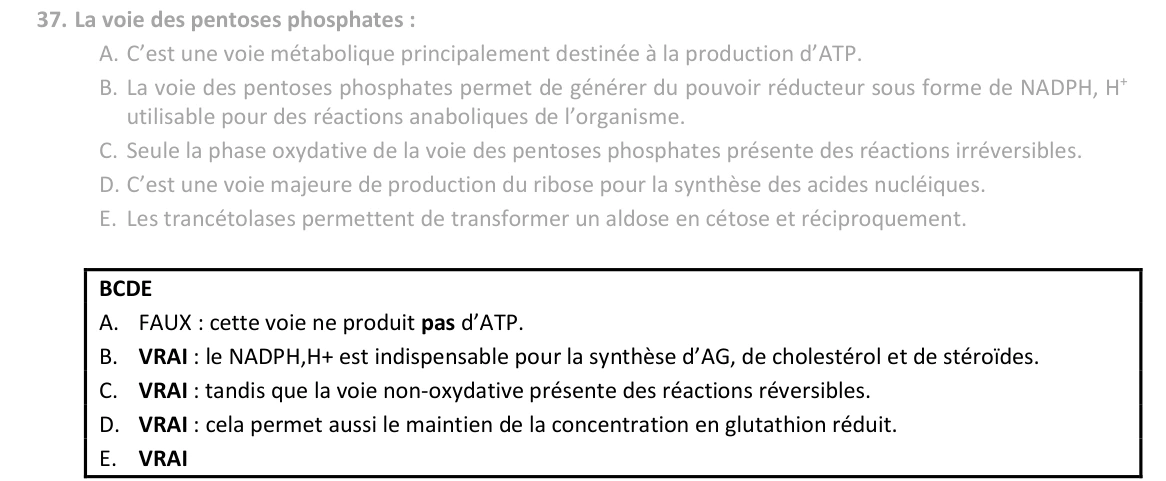 37. La voie des pentoses phosphates :
A. C’est une voie métabolique principalement destinée à la production d’ATP.
B. La voie des pentoses phosphates permet de générer du pouvoir réducteur sous forme de NADPH, H⁺
utilisable pour des réactions anaboliques de l’organisme.
C. Seule la phase oxydative de la voie des pentoses phosphates présente des réactions irréversibles.
D. C’est une voie majeure de production du ribose pour la synthèse des acides nucléiques.
E. Les trancétolases permettent de transformer un aldose en cétose et réciproquement.
BCDE
A. FAUX : cette voie ne produit pas d’ATP.
B. VRAI : le NADPH,H+ est indispensable pour la synthèse d’AG, de cholestérol et de stéroïdes.
C. VRAI : tandis que la voie non-oxydative présente des réactions réversibles.
D. VRAI : cela permet aussi le maintien de la concentration en glutathion réduit.
E. VRAI